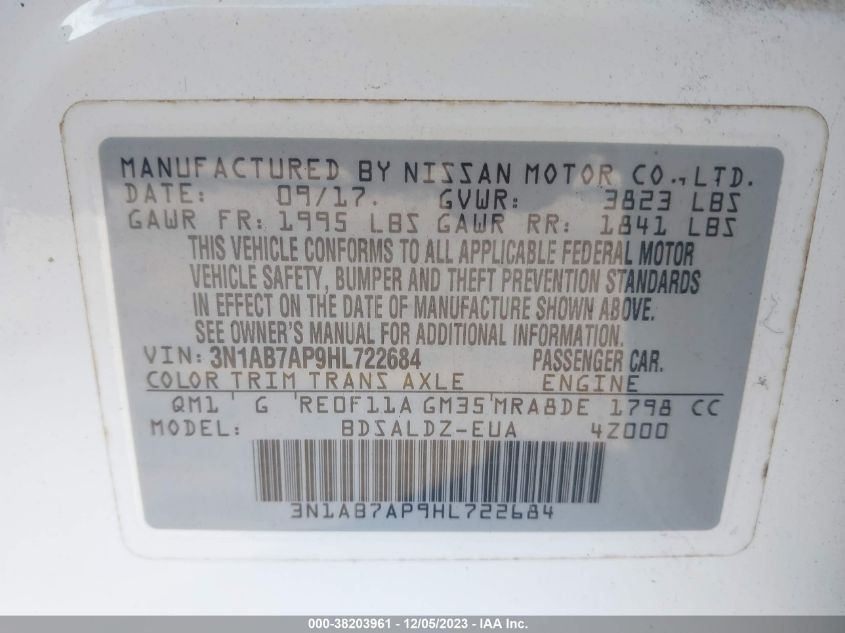 MANUFACTURED BY NISSAN MOTOR CO.,LTD.
DATE: 09/17. GVWR: 3823 LBS
GAWR FR: 1995 LBS GAWR RR: 1841 LBS
THIS VEHICLE CONFORMS TO ALL APPLICABLE FEDERAL MOTOR
VEHICLE SAFETY, BUMPER AND THEFT PREVENTION STANDARDS
IN EFFECT ON THE DATE OF MANUFACTURE SHOWN ABOVE.
SEE OWNER'S MANUAL FOR ADDITIONAL INFORMATION.
VIN: 3N1AB7AP9HL722684 PASSENGER CAR.
COLOR TRIM TRANS AXLE ENGINE
QM1 ' G 'RE0F11A GM35'MRA8DE 1798 CC
MODEL: BDSALDZ-EUA 4Z000
3N1AB7AP9HL722684
000-38203961 - 12/05/2023 - IAA Inc.